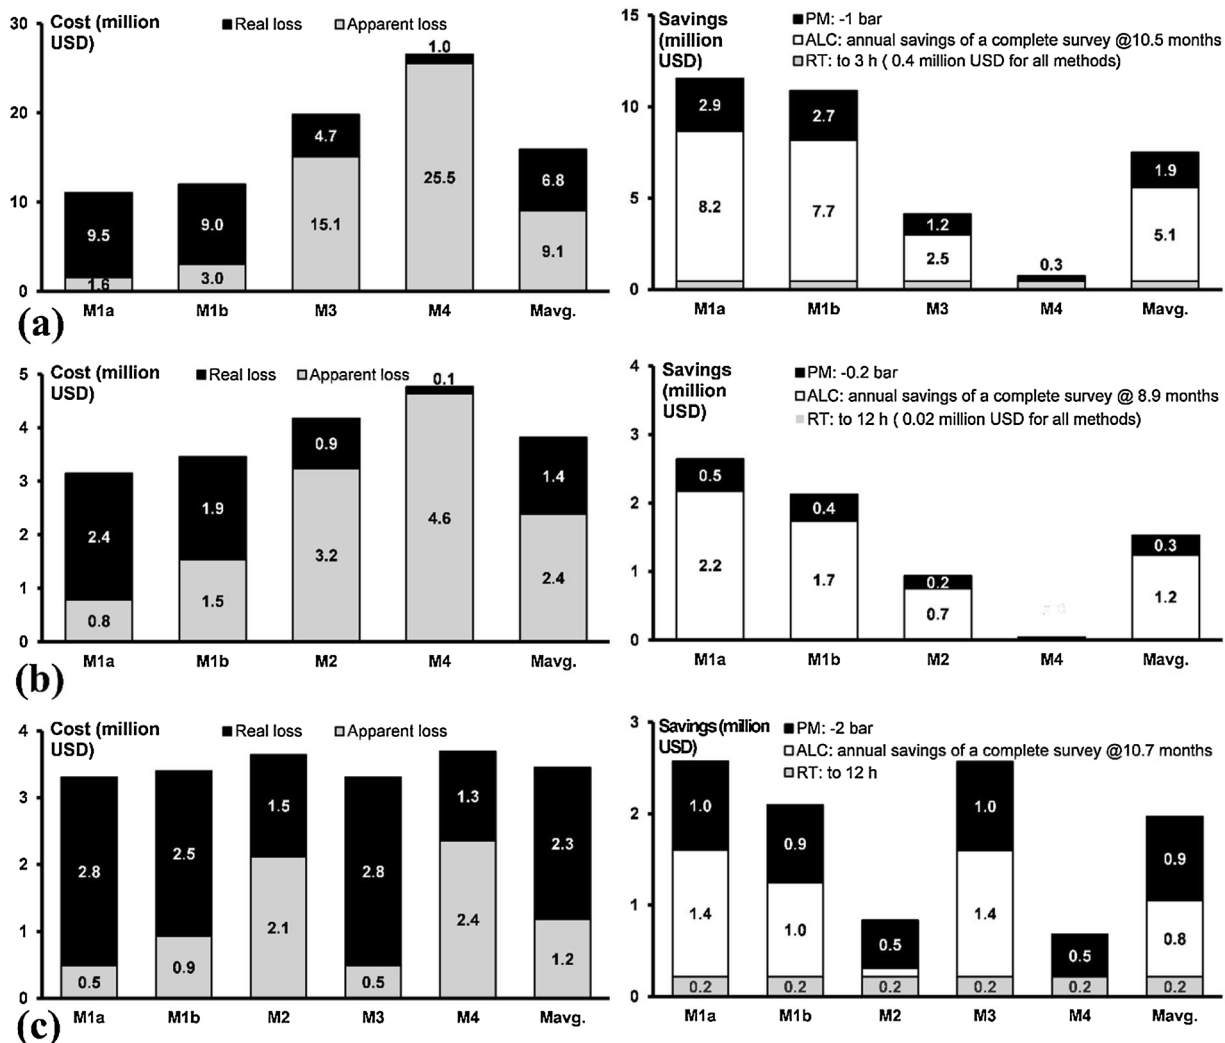 Cost (million
USD)
Real loss
Apparent loss
30
20
10
0
9.5
1.6
9.0
3.0
4.7
15.1
1.0
25.5
6.8
9.1
M1a
M1b
M3
M4
Mavg.
Savings
(million
USD)
PM: -1 bar
ALC: annual savings of a complete survey @10.5 months
RT: to 3 h ( 0.4 million USD for all methods)
15
10
5
0
2.9
8.2
2.7
7.7
1.2
2.5
0.3
1.9
5.1
M1a
M1b
M3
M4
Mavg.
(a)
Cost (million
USD)
Real loss
Apparent loss
5
4
3
2
1
0
2.4
0.8
1.9
1.5
0.9
3.2
0.1
4.6
1.4
2.4
M1a
M1b
M2
M4
Mavg.
Savings
(million
USD)
PM: -0.2 bar
ALC: annual savings of a complete survey @ 8.9 months
RT: to 12 h ( 0.02 million USD for all methods)
4
3
2
1
0
0.5
2.2
0.4
1.7
0.2
0.7
0.3
1.2
M1a
M1b
M2
M4
Mavg.
(b)
Cost (million
USD)
Real loss
Apparent loss
4
3
2
1
0
2.8
0.5
2.5
0.9
1.5
2.1
2.8
0.5
1.3
2.4
2.3
1.2
M1a
M1b
M2
M3
M4
Mavg.
Savings (million
USD)
PM: -2 bar
ALC: annual savings of a complete survey @10.7 months
RT: to 12 h
3
2
1
0
1.0
1.4
0.2
0.9
1.0
0.2
0.5
0.2
1.0
1.4
0.2
0.5
0.2
0.9
0.8
0.2
M1a
M1b
M2
M3
M4
Mavg.
(c)